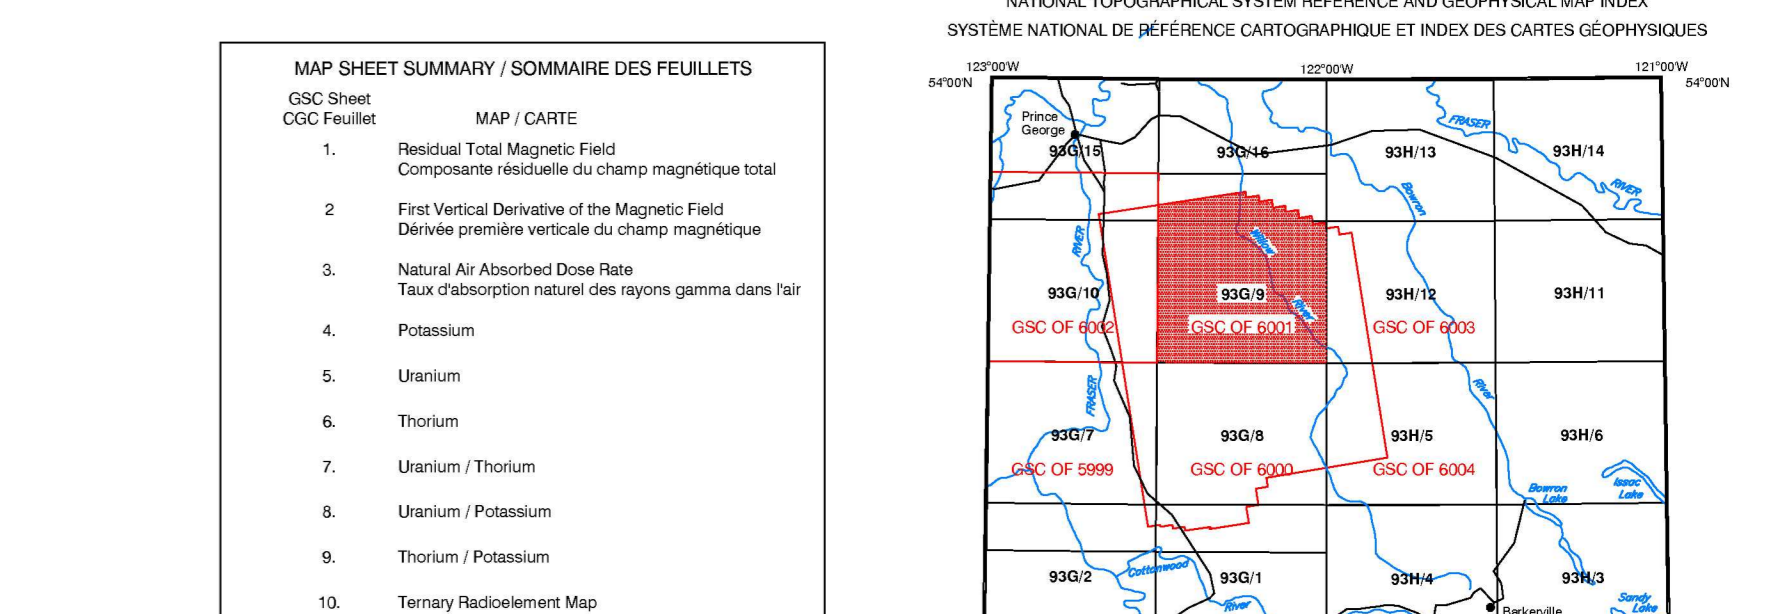 MAP SHEET SUMMARY / SOMMAIRE DES FEUILLETS
GSC Sheet
CGC Feuillet
MAP / CARTE
1.
Residual Total Magnetic Field
Composante résiduelle du champ magnétique total
2
First Vertical Derivative of the Magnetic Field
Dérivée première verticale du champ magnétique
3.
Natural Air Absorbed Dose Rate
Taux d'absorption naturel des rayons gamma dans l'air
4.
Potassium
5.
Uranium
6.
Thorium
7.
Uranium / Thorium
8.
Uranium / Potassium
9.
Thorium / Potassium
10.
Ternary Radioelement Map
NATIONAL TOPOGRAPHICAL SYSTEM REFERENCE AND GEOPHYSICAL MAP INDEX
SYSTÈME NATIONAL DE RÉFÉRENCE CARTOGRAPHIQUE ET INDEX DES CARTES GÉOPHYSIQUES
123°00'W
122°00'W
121°00'W
54°00'N
54°00'N
Prince
George
FRASER
93G/15
93G/16
93H/13
93H/14
RIVER
Bowron
RIVER
Willow
93G/10
93G/9
River
93H/12
93H/11
GSC OF 6002
GSC OF 6001
GSC OF 6003
FRASER
River
93G/7
93G/8
93H/5
93H/6
GSC OF 5999
GSC OF 6000
GSC OF 6004
Bowron
Lake
Issac
Lake
93G/2
Cottonwood
93G/1
93H/4
93H/3
River
Sandy
Lake
Barkerville